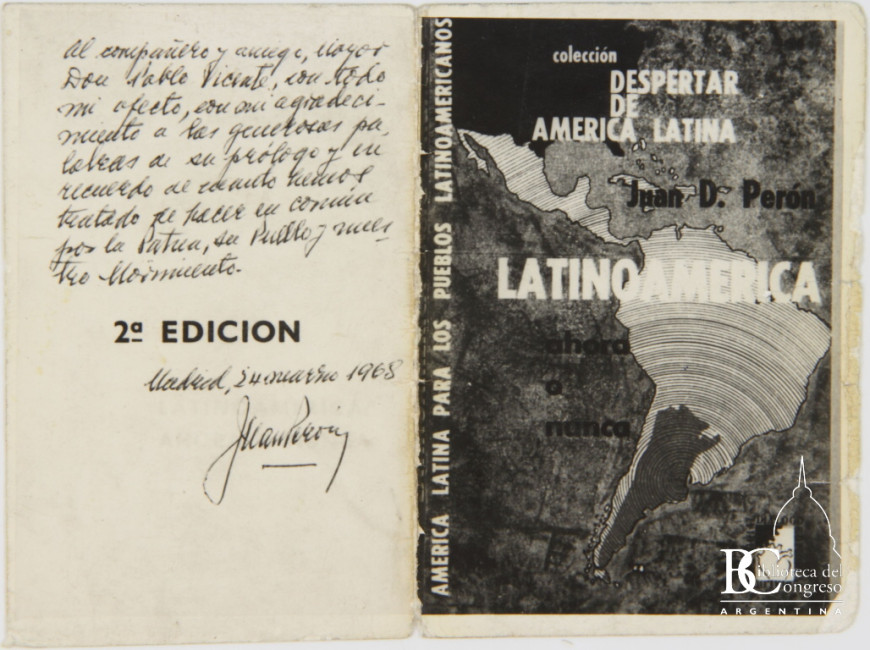 Al compañero y amigo, Mayor
Don Pablo Vicente, con todo
mi afecto, con mi agradeci-
miento a las generosas pa-
labras de su prólogo y en
recuerdo de cuanto hemos
tratado de hacer en común
por la Patria, su Pueblo y nues-
tro Movimiento.
2ª EDICION
Madrid, 24 marzo 1968
Juan Perón
AMERICA LATINA PARA LOS PUEBLOS LATINOAMERICANOS
colección
DESPERTAR
DE
AMERICA LATINA
Juan D. Perón
LATINOAMERICA
ahora
o
nunca
Biblioteca del
Congreso
ARGENTINA